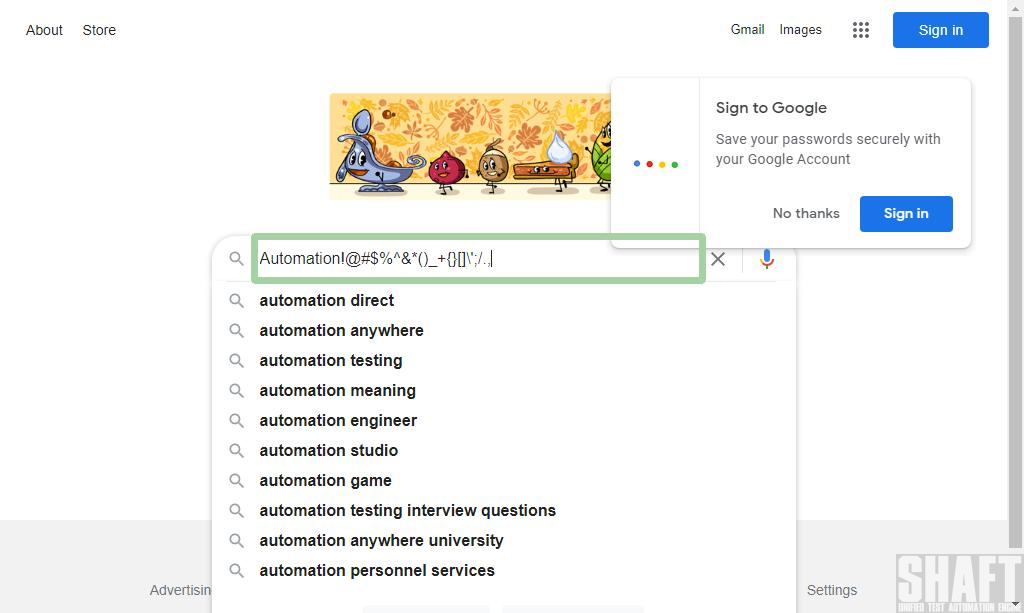 About Store Gmail Images Sign in
Sign to Google
Save your passwords securely with
your Google Account
No thanks Sign in
Automation!@#$%^&*()_+{}[]\';/.,
automation direct
automation anywhere
automation testing
automation meaning
automation engineer
automation studio
automation game
automation testing interview questions
automation anywhere university
automation personnel services
Advertisin Settings
SHAFT
UNIFIED TEST AUTOMATION ENGINE